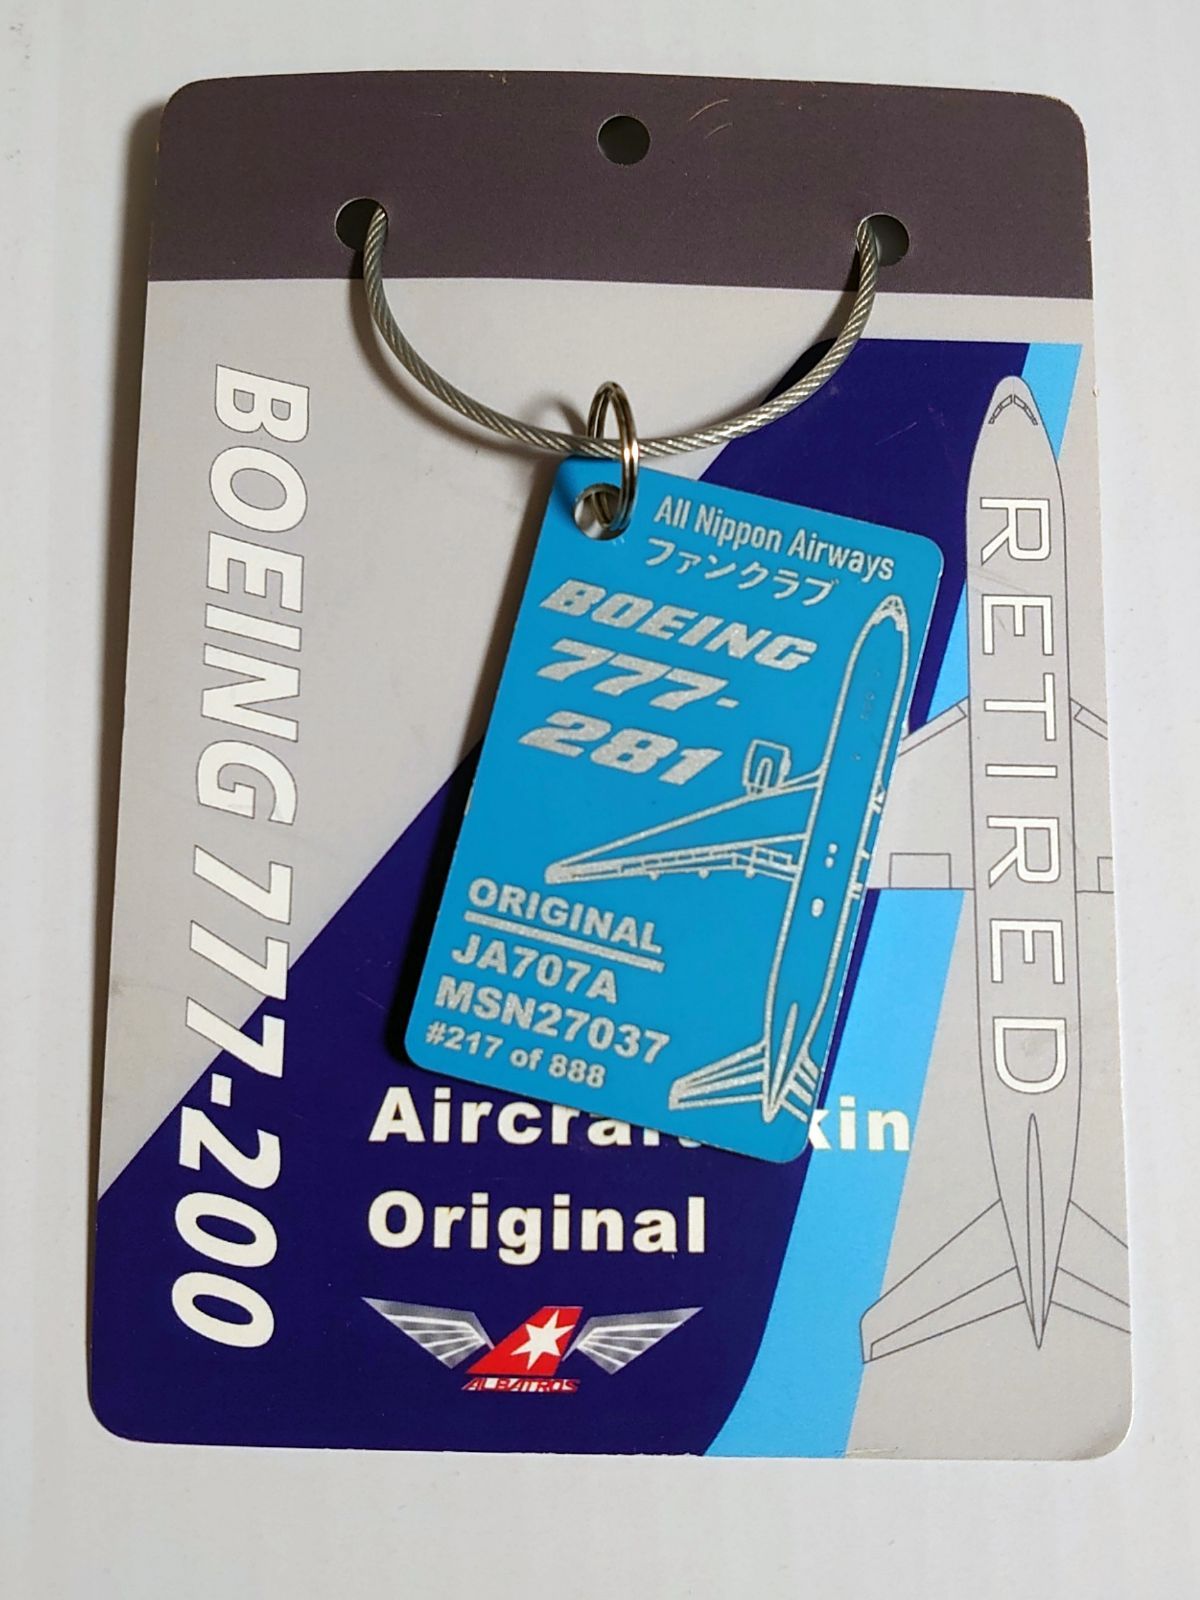 All Nippon Airways
ファンクラブ
BOEING
777-
281
ORIGINAL
JA707A
MSN27037
#217 of 888
BOEING 777-200
RETIRED
Aircraft kin
Original
ALBATROS